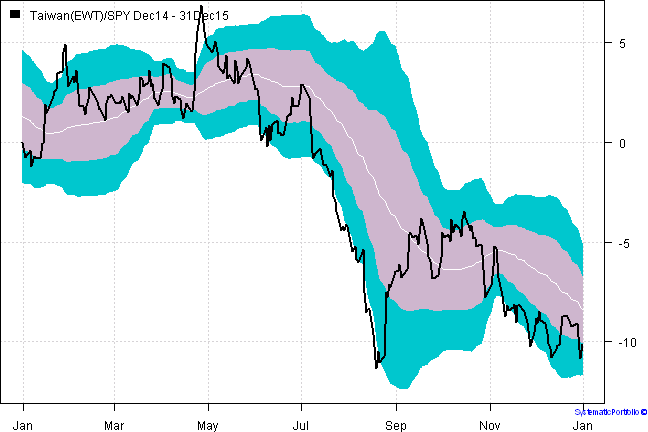 Taiwan(EWT)/SPY Dec14 - 31Dec15
5
0
-5
-10
Jan Mar May Jul Sep Nov Jan
SystematicPortfolio ©